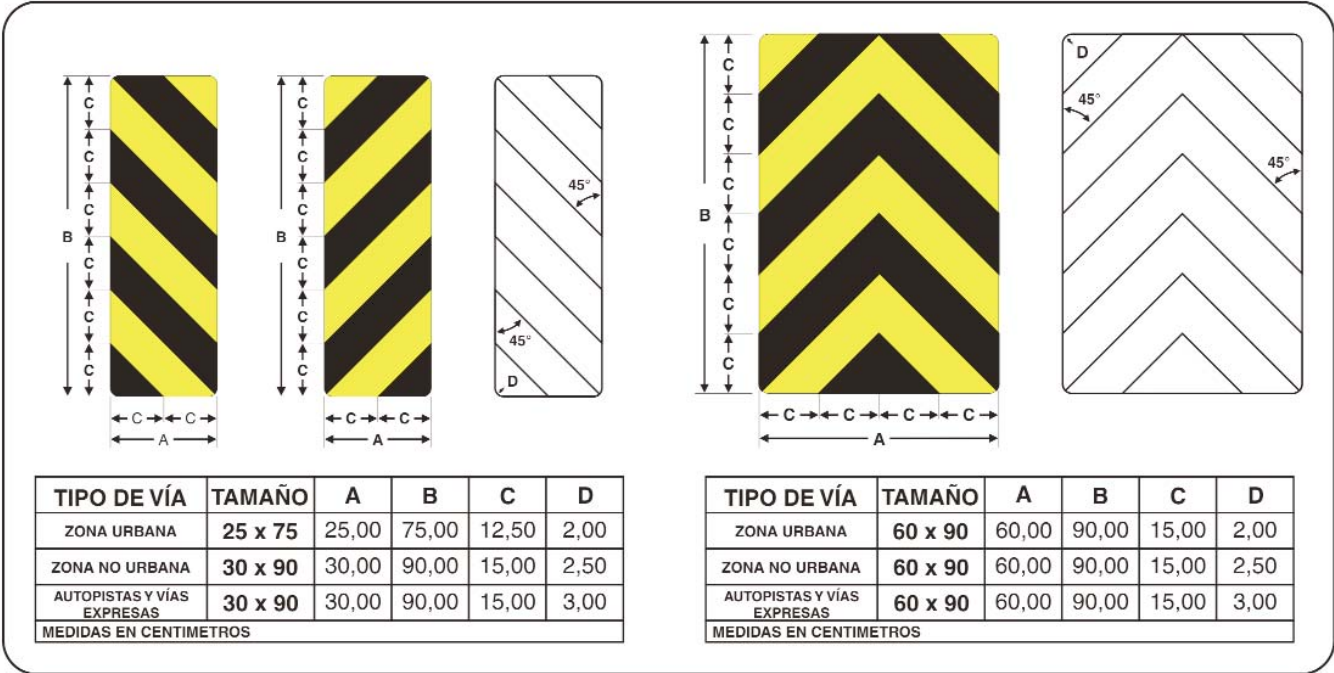 C
C
C
C
C
C
B
C C
A
C
C
C
C
C
C
B
C C
A
45°
45°
D
C
C
C
C
C
C
B
C C C C
A
D
45°
45°
TIPO DE VÍA TAMAÑO A B C D
ZONA URBANA 25 x 75 25,00 75,00 12,50 2,00
ZONA NO URBANA 30 x 90 30,00 90,00 15,00 2,50
AUTOPISTAS Y VÍAS EXPRESAS 30 x 90 30,00 90,00 15,00 3,00
MEDIDAS EN CENTIMETROS
TIPO DE VÍA TAMAÑO A B C D
ZONA URBANA 60 x 90 60,00 90,00 15,00 2,00
ZONA NO URBANA 60 x 90 60,00 90,00 15,00 2,50
AUTOPISTAS Y VÍAS EXPRESAS 60 x 90 60,00 90,00 15,00 3,00
MEDIDAS EN CENTIMETROS